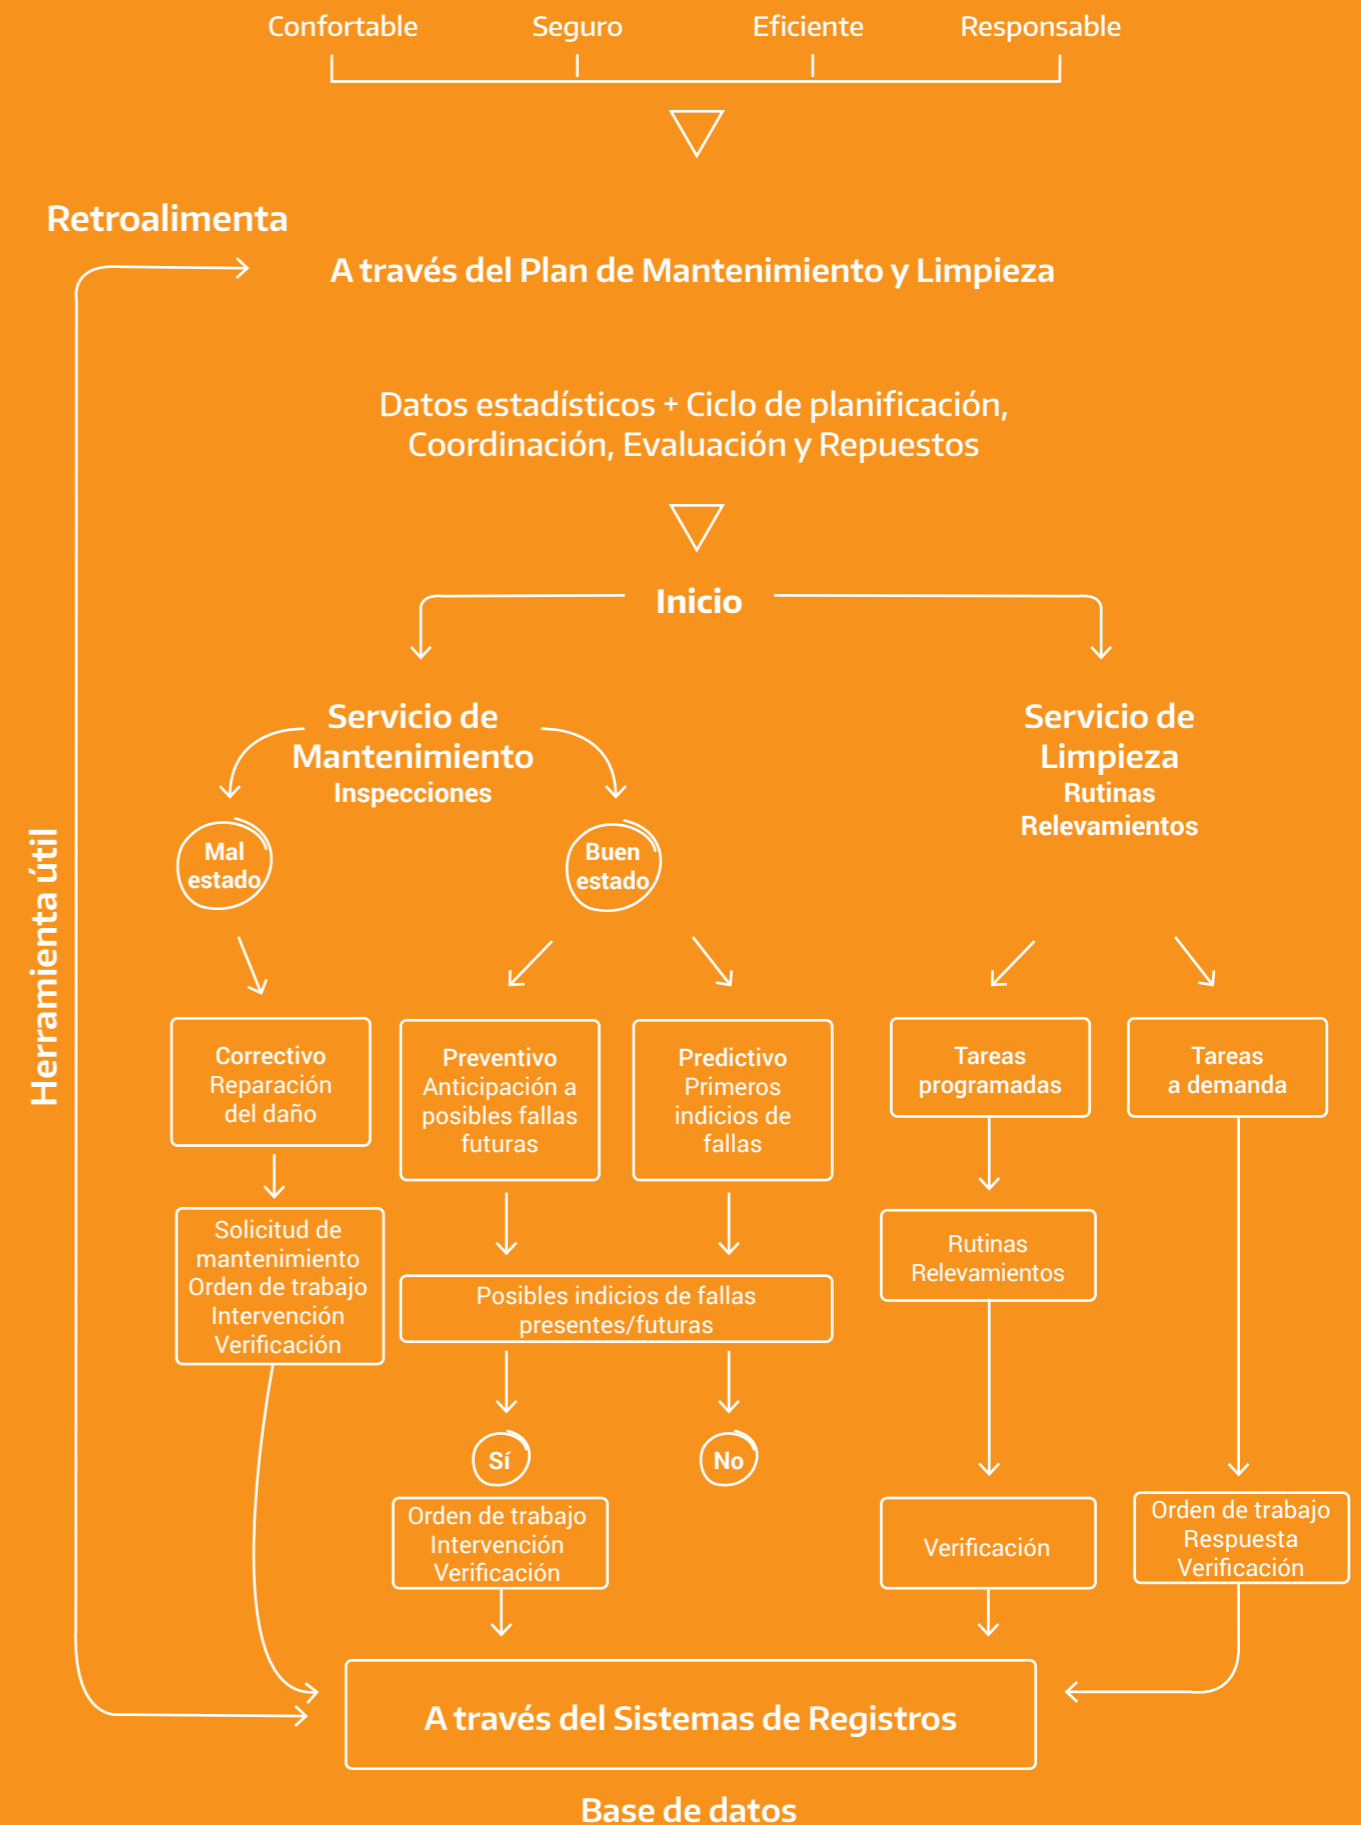 Confortable
Seguro
Eficiente
Responsable
Retroalimenta
A través del Plan de Mantenimiento y Limpieza
Datos estadísticos + Ciclo de planificación,
Coordinación, Evaluación y Repuestos
Inicio
Servicio de
Mantenimiento
Inspecciones
Servicio de
Limpieza
Rutinas
Relevamientos
Herramienta útil
Mal
estado
Buen
estado
Correctivo
Reparación
del daño
Preventivo
Anticipación a
posibles fallas
futuras
Predictivo
Primeros
indicios de
fallas
Tareas
programadas
Tareas
a demanda
Solicitud de
mantenimiento
Orden de trabajo
Intervención
Verificación
Posibles indicios de fallas
presentes/futuras
Rutinas
Relevamientos
Sí
No
Orden de trabajo
Intervención
Verificación
Verificación
Orden de trabajo
Respuesta
Verificación
A través del Sistemas de Registros
Base de datos